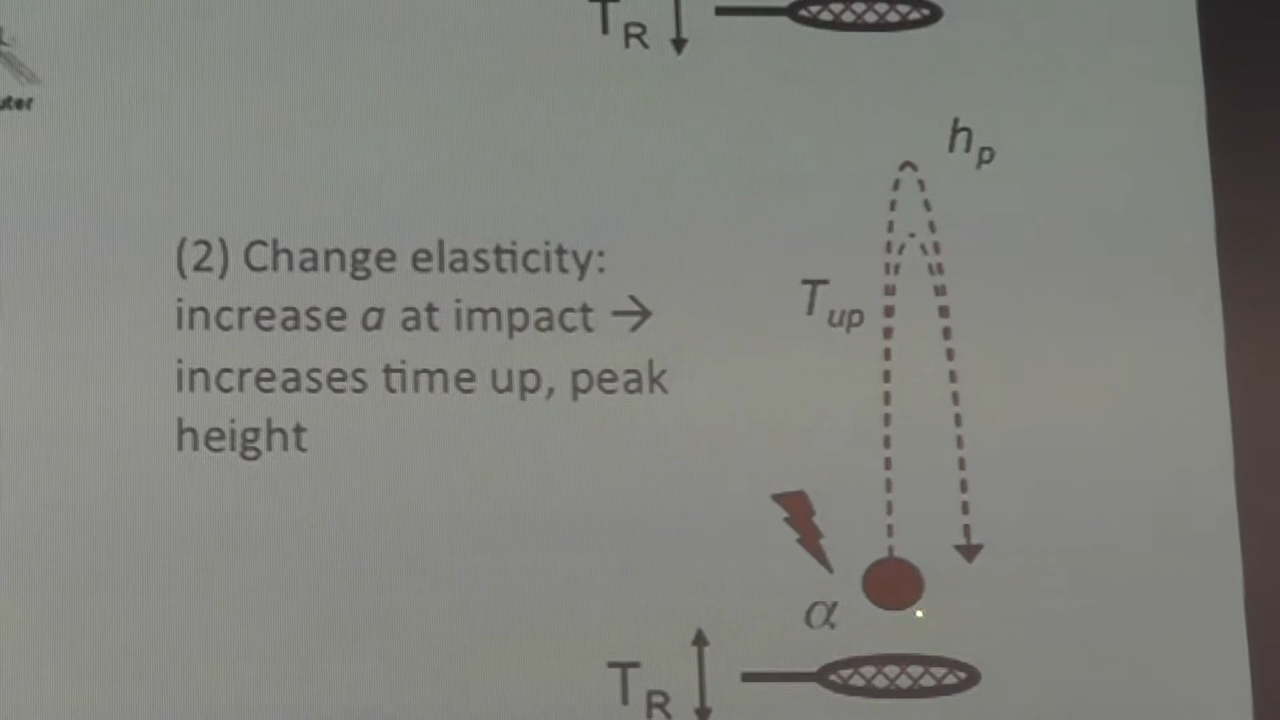 T_R
h_p
(2) Change elasticity:
increase α at impact →
increases time up, peak
height
T_up
α
T_R